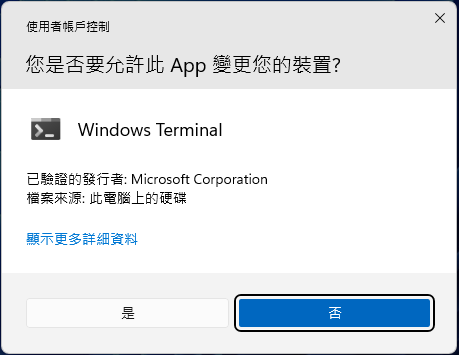 使用者帳戶控制
您是否要允許此 App 變更您的裝置?
Windows Terminal
已驗證的發行者: Microsoft Corporation
檔案來源: 此電腦上的硬碟
顯示更多詳細資料
是
否